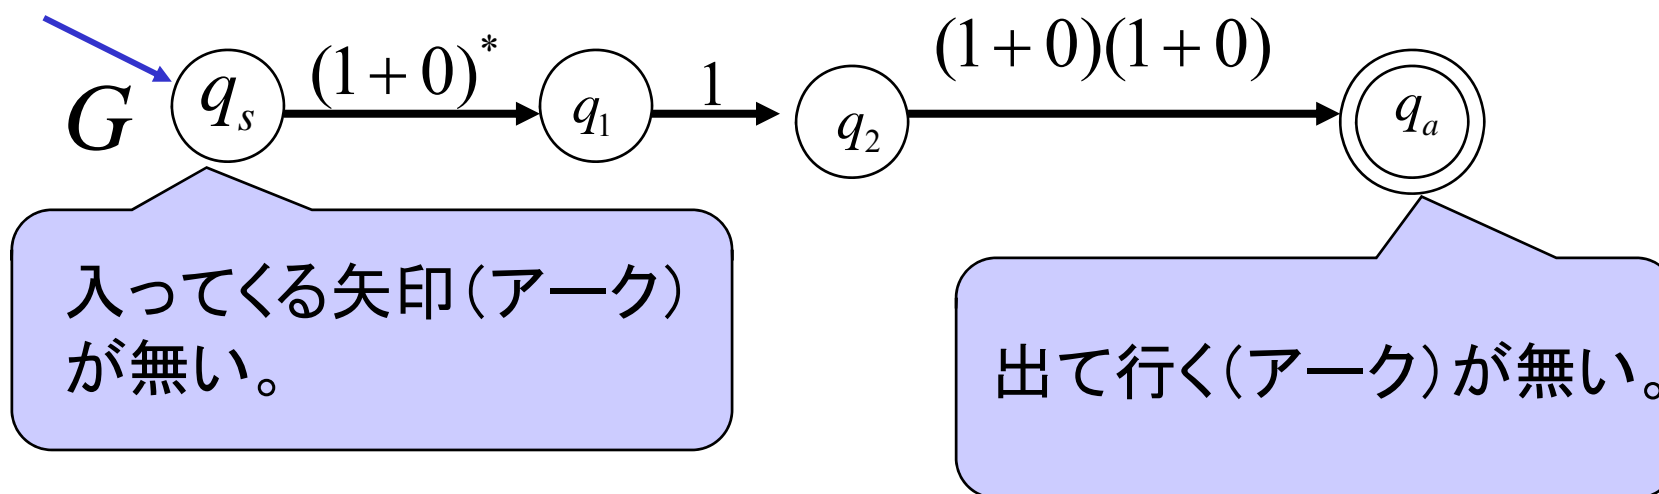 G q_s (1+0)^* q_1 1 q_2 (1+0)(1+0) q_a
入ってくる矢印（アーク）
が無い。
出て行く（アーク）が無い。